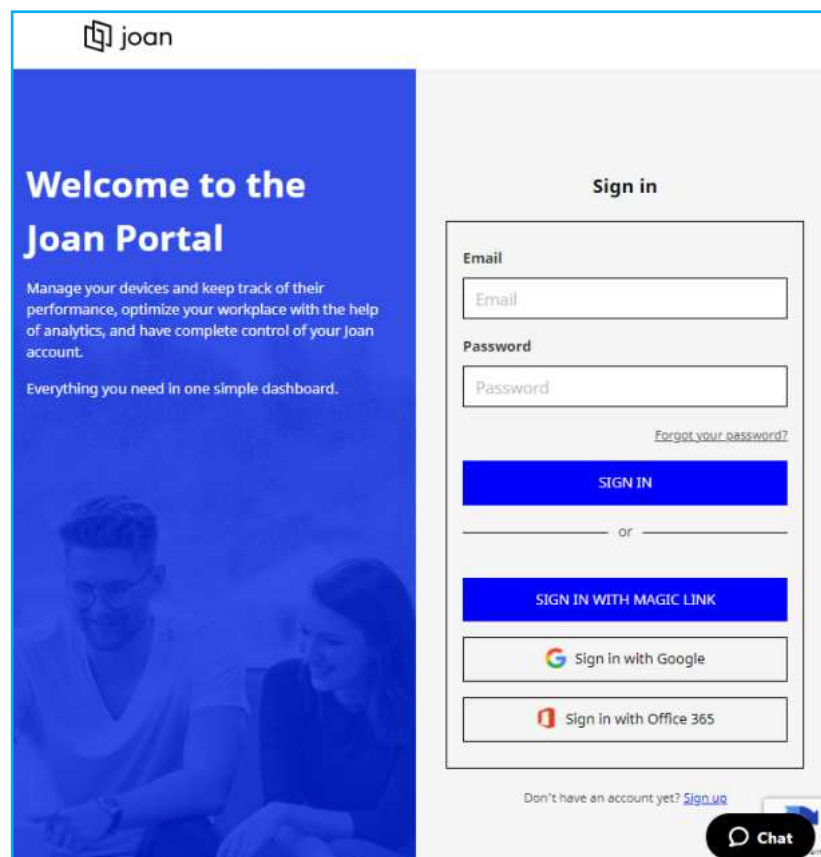 joan
Welcome to the
Joan Portal
Manage your devices and keep track of their
performance, optimize your workplace with the help
of analytics, and have complete control of your Joan
account.
Everything you need in one simple dashboard.
Sign in
Email
Email
Password
Password
Forgot your password?
SIGN IN
or
SIGN IN WITH MAGIC LINK
Sign in with Google
Sign in with Office 365
Don't have an account yet? Sign up
Chat